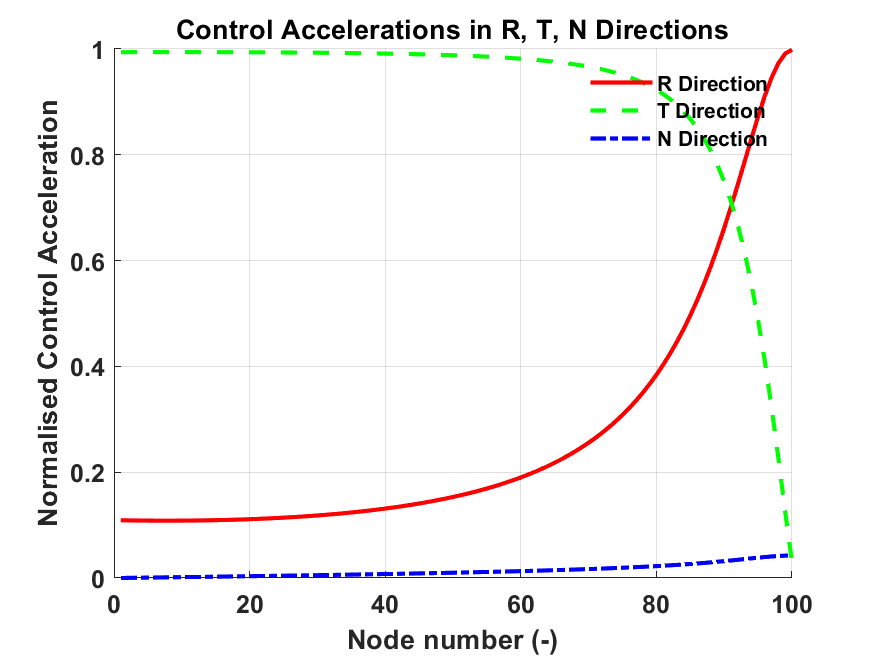 Control Accelerations in R, T, N Directions
Normalised Control Acceleration
1
0.8
0.6
0.4
0.2
0
R Direction
T Direction
N Direction
0 20 40 60 80 100
Node number (-)